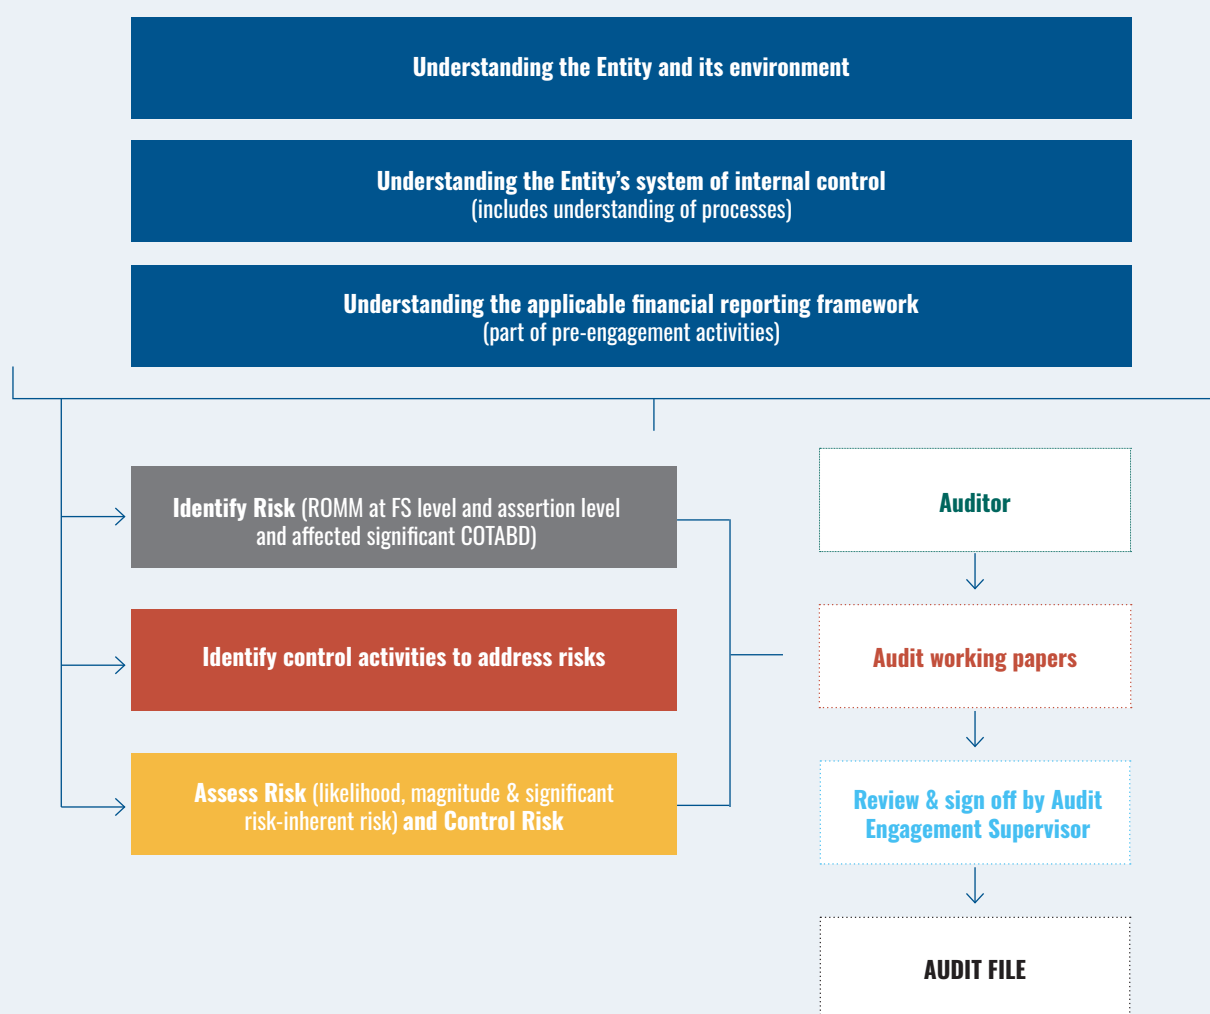 Understanding the Entity and its environment
Understanding the Entity’s system of internal control
(includes understanding of processes)
Understanding the applicable financial reporting framework
(part of pre-engagement activities)
Identify Risk (ROMM at FS level and assertion level
and affected significant COTABD)
Identify control activities to address risks
Assess Risk (likelihood, magnitude & significant
risk-inherent risk) and Control Risk
Auditor
Audit working papers
Review & sign off by Audit
Engagement Supervisor
AUDIT FILE